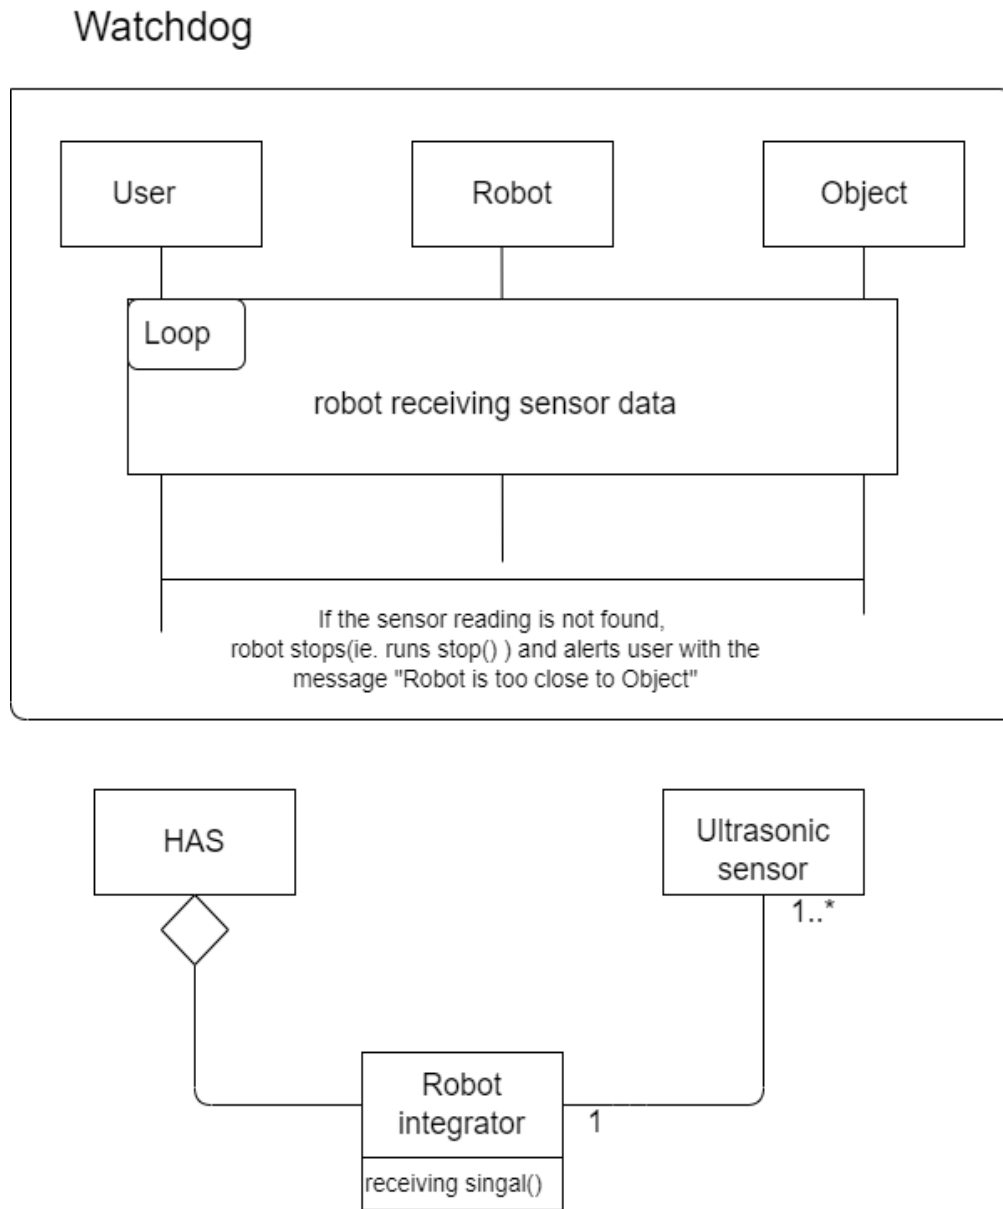 Watchdog
User
Robot
Object
Loop
robot receiving sensor data
If the sensor reading is not found,
robot stops(ie. runs stop() ) and alerts user with the
message "Robot is too close to Object"
HAS
Ultrasonic
sensor
1..*
Robot
integrator
1
receiving singal()